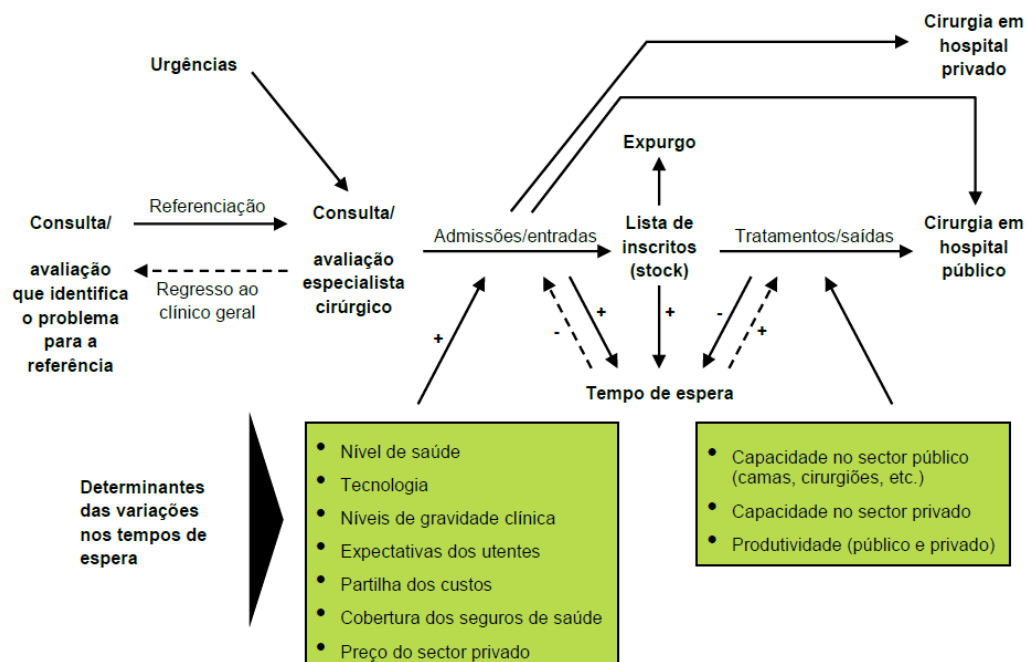 Cirurgia em
hospital
privado
Urgências
Expurgo
Referenciação
Consulta/
Consulta/
Admissões/entradas
Lista de
inscritos
(stock)
Tratamentos/saídas
Cirurgia em
hospital
público
avaliação
que identifica
o problema
para a
referência
Regresso ao
clínico geral
avaliação
especialista
cirúrgico
+
-
+
+
-
+
Tempo de espera
Determinantes
das variações
nos tempos de
espera
• Nível de saúde
• Tecnologia
• Níveis de gravidade clínica
• Expectativas dos utentes
• Partilha dos custos
• Cobertura dos seguros de saúde
• Preço do sector privado
• Capacidade no sector público
(camas, cirurgiões, etc.)
• Capacidade no sector privado
• Produtividade (público e privado)